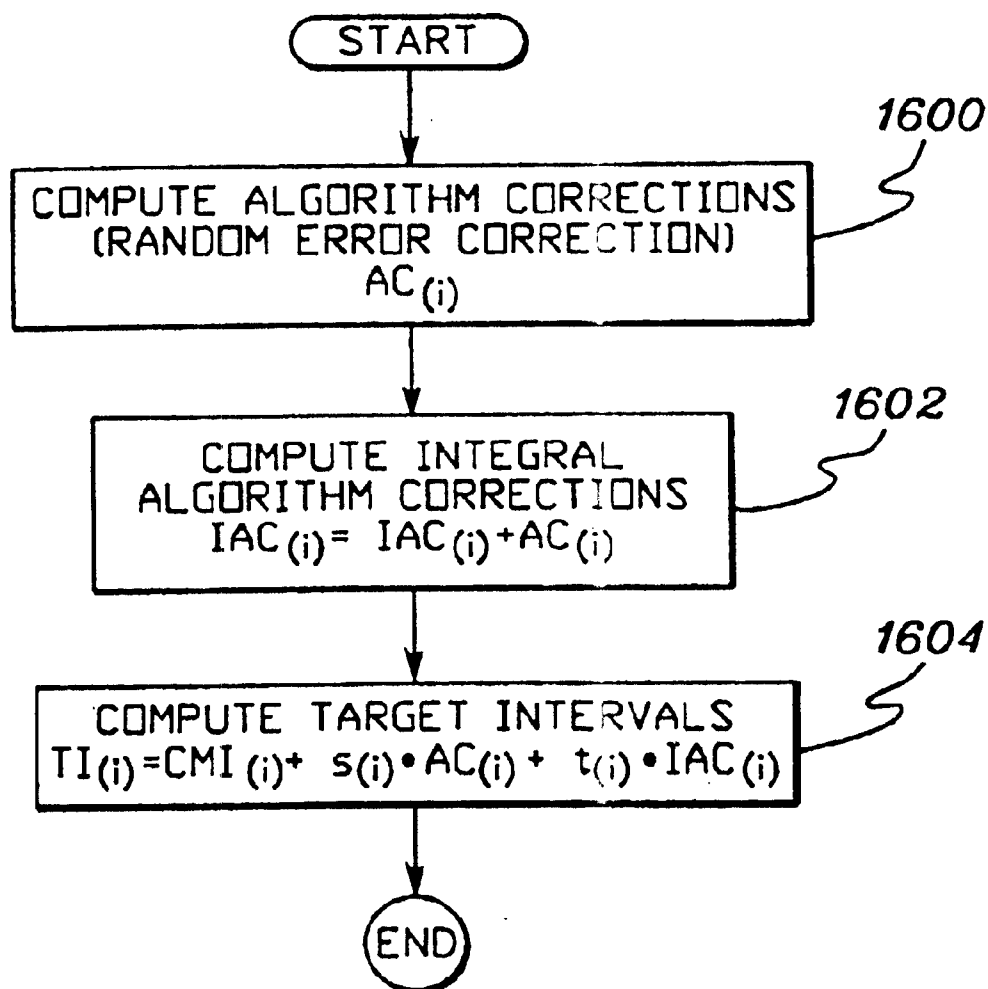 START
1600
COMPUTE ALGORITHM CORRECTIONS
(RANDOM ERROR CORRECTION)
AC(i)
1602
COMPUTE INTEGRAL
ALGORITHM CORRECTIONS
IAC(i)= IAC(i)+AC(i)
1604
COMPUTE TARGET INTERVALS
TI(i)=CMI(i)+ s(i)•AC(i)+ t(i)•IAC(i)
END